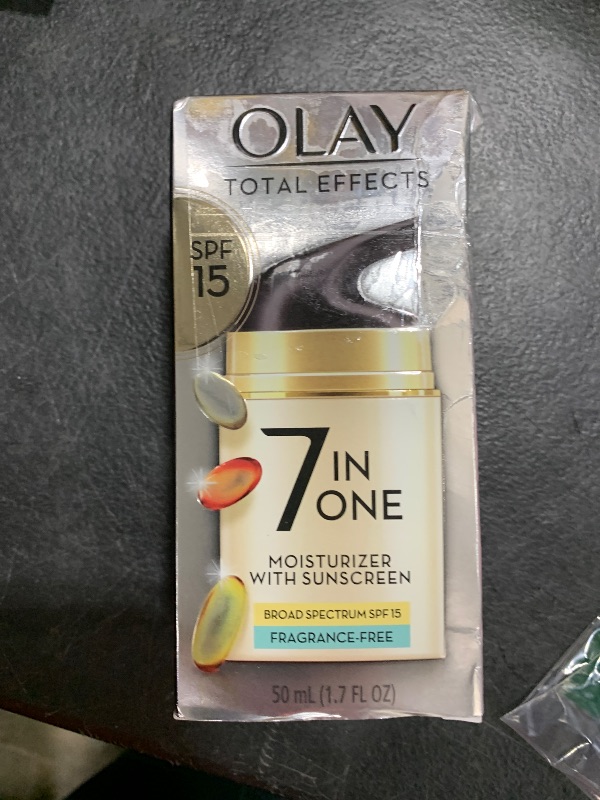 OLAY
TOTAL EFFECTS
SPF
15
7 IN
ONE
MOISTURIZER
WITH SUNSCREEN
BROAD SPECTRUM SPF 15
FRAGRANCE-FREE
50 mL (1.7 FL OZ)